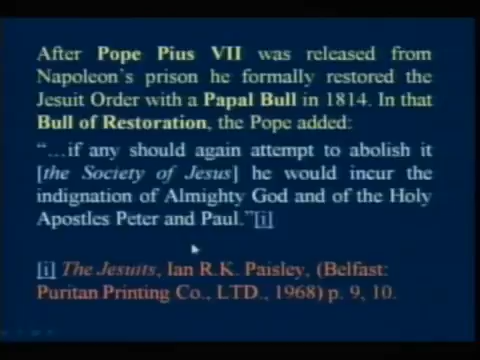 After Pope Pius VII was released from
Napoleon's prison he formally restored the
Jesuit Order with a Papal Bull in 1814. In that
Bull of Restoration, the Pope added:
“...if any should again attempt to abolish it
[the Society of Jesus] he would incur the
indignation of Almighty God and of the Holy
Apostles Peter and Paul.”[i]
[i] The Jesuits, Ian R.K. Paisley, (Belfast:
Puritan Printing Co., LTD., 1968) p. 9, 10.